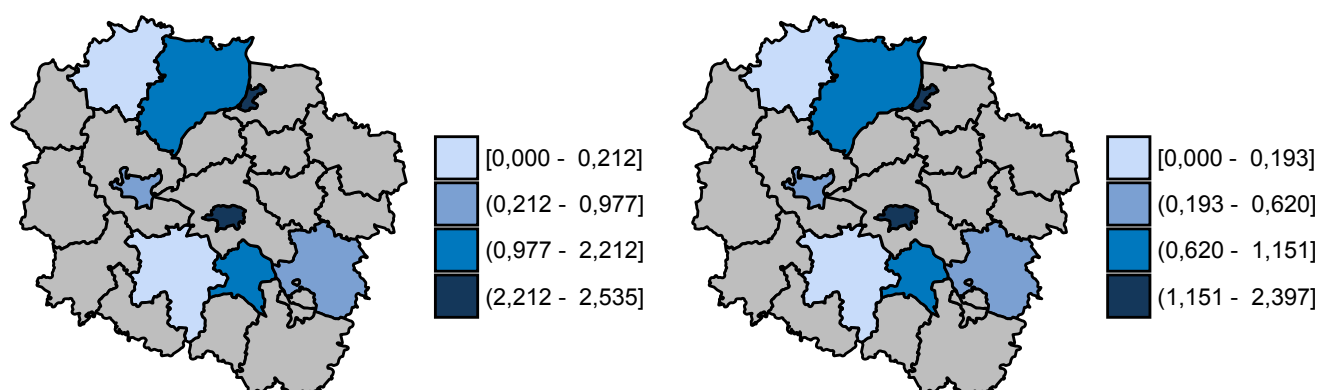 [0,000 - 0,212]
(0,212 - 0,977]
(0,977 - 2,212]
(2,212 - 2,535]
[0,000 - 0,193]
(0,193 - 0,620]
(0,620 - 1,151]
(1,151 - 2,397]